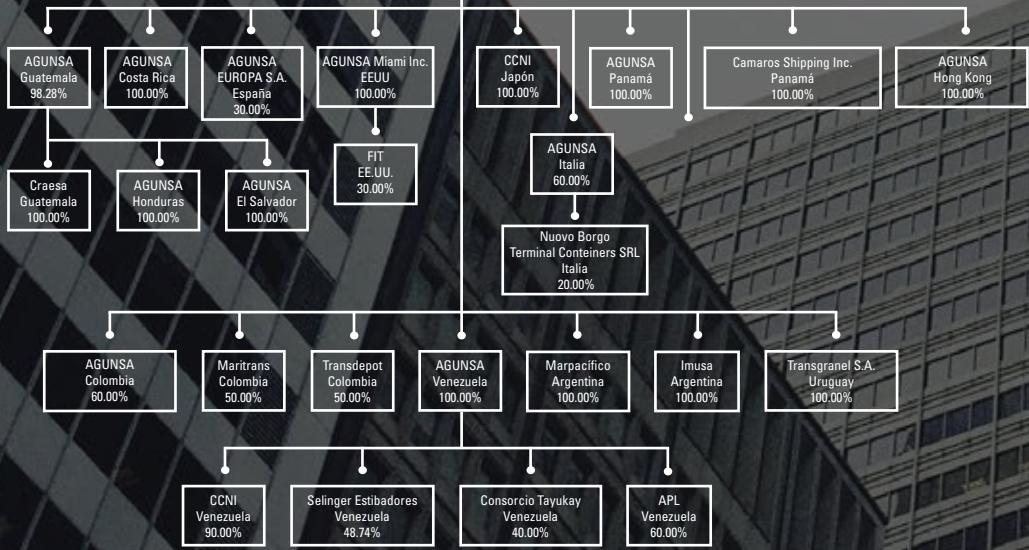 AGUNSA
Guatemala
98.28%
AGUNSA
Costa Rica
100.00%
AGUNSA
EUROPA S.A.
España
30.00%
AGUNSA Miami Inc.
EEUU
100.00%
CCNI
Japón
100.00%
AGUNSA
Panamá
100.00%
Camaros Shipping Inc.
Panamá
100.00%
AGUNSA
Hong Kong
100.00%
Craesa
Guatemala
100.00%
AGUNSA
Honduras
100.00%
AGUNSA
El Salvador
100.00%
FIT
EE.UU.
30.00%
AGUNSA
Italia
60.00%
Nuovo Borgo
Terminal Conteiners SRL
Italia
20.00%
AGUNSA
Colombia
60.00%
Maritrans
Colombia
50.00%
Transdepot
Colombia
50.00%
AGUNSA
Venezuela
100.00%
Marpacífico
Argentina
100.00%
Imusa
Argentina
100.00%
Transgranel S.A.
Uruguay
100.00%
CCNI
Venezuela
90.00%
Selinger Estibadores
Venezuela
48.74%
Consorcio Tayukay
Venezuela
40.00%
APL
Venezuela
60.00%